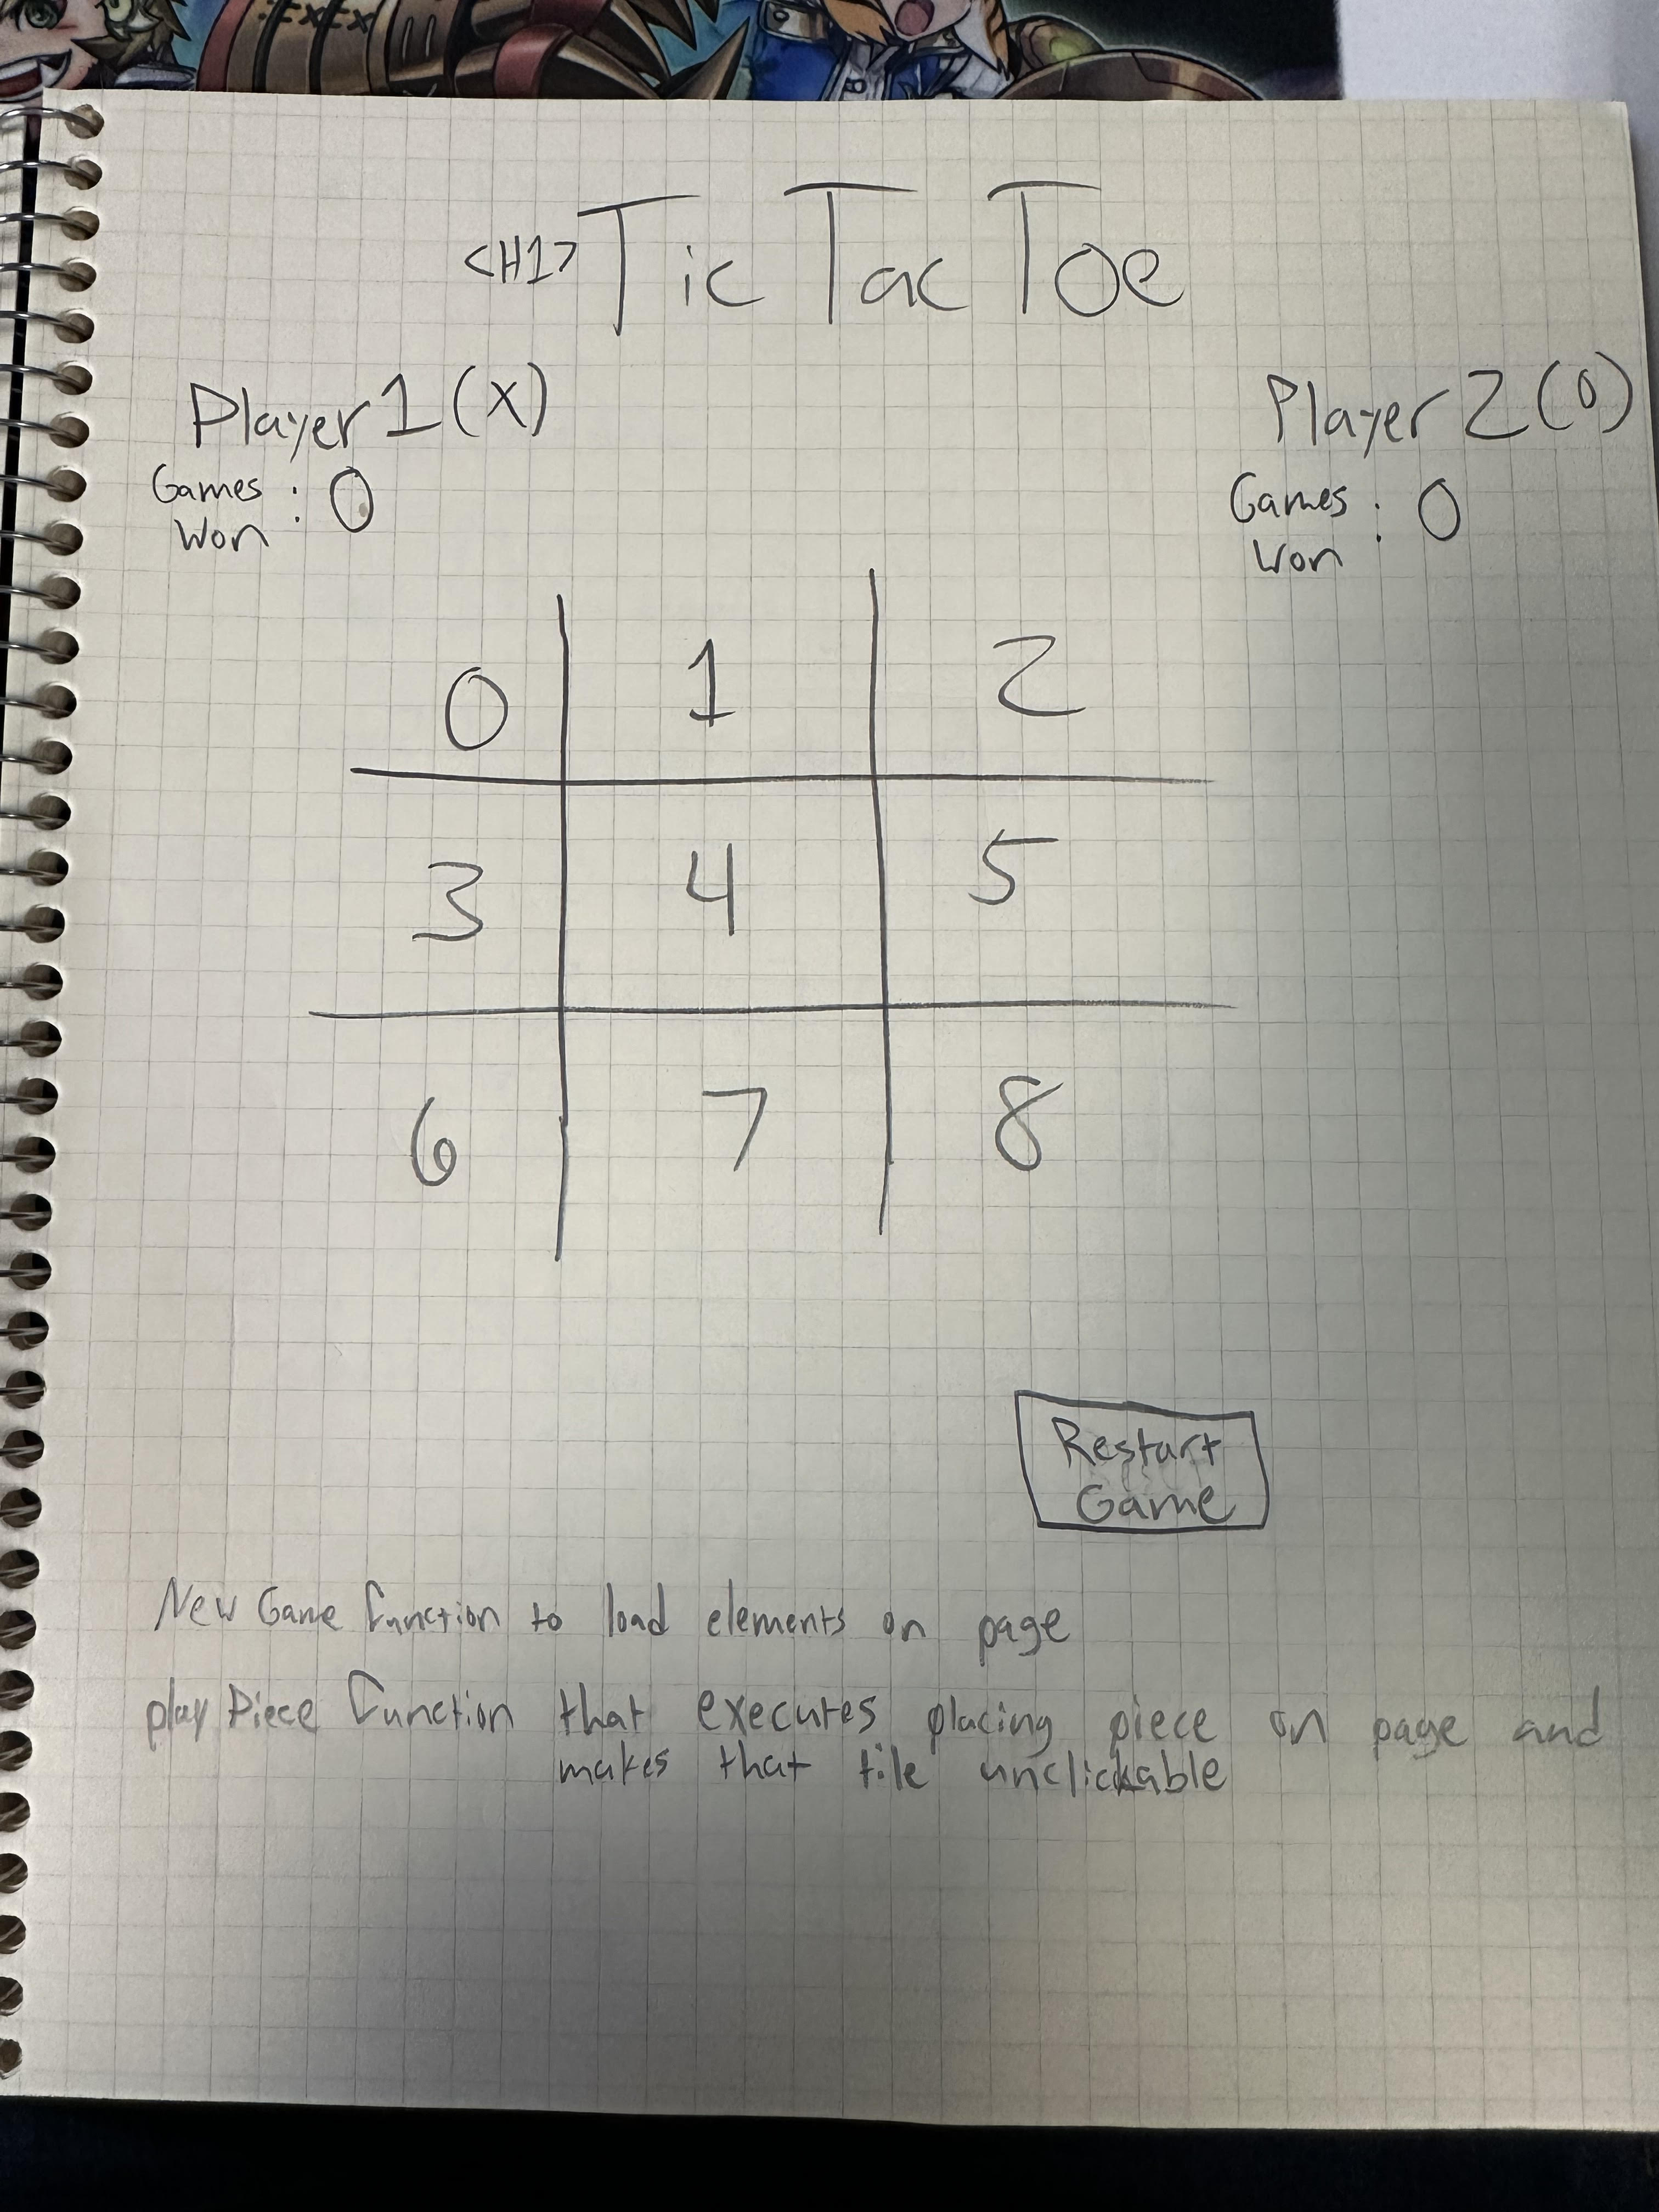 <H1> Tic Tac Toe
Player 1 (X)
Player 2 (O)
Games : 0
Won
Games : 0
Won
0 1 2
3 4 5
6 7 8
Restart
Game
New Game function to load elements on page
play Piece function that executes placing piece on page and
makes that tile unclickable